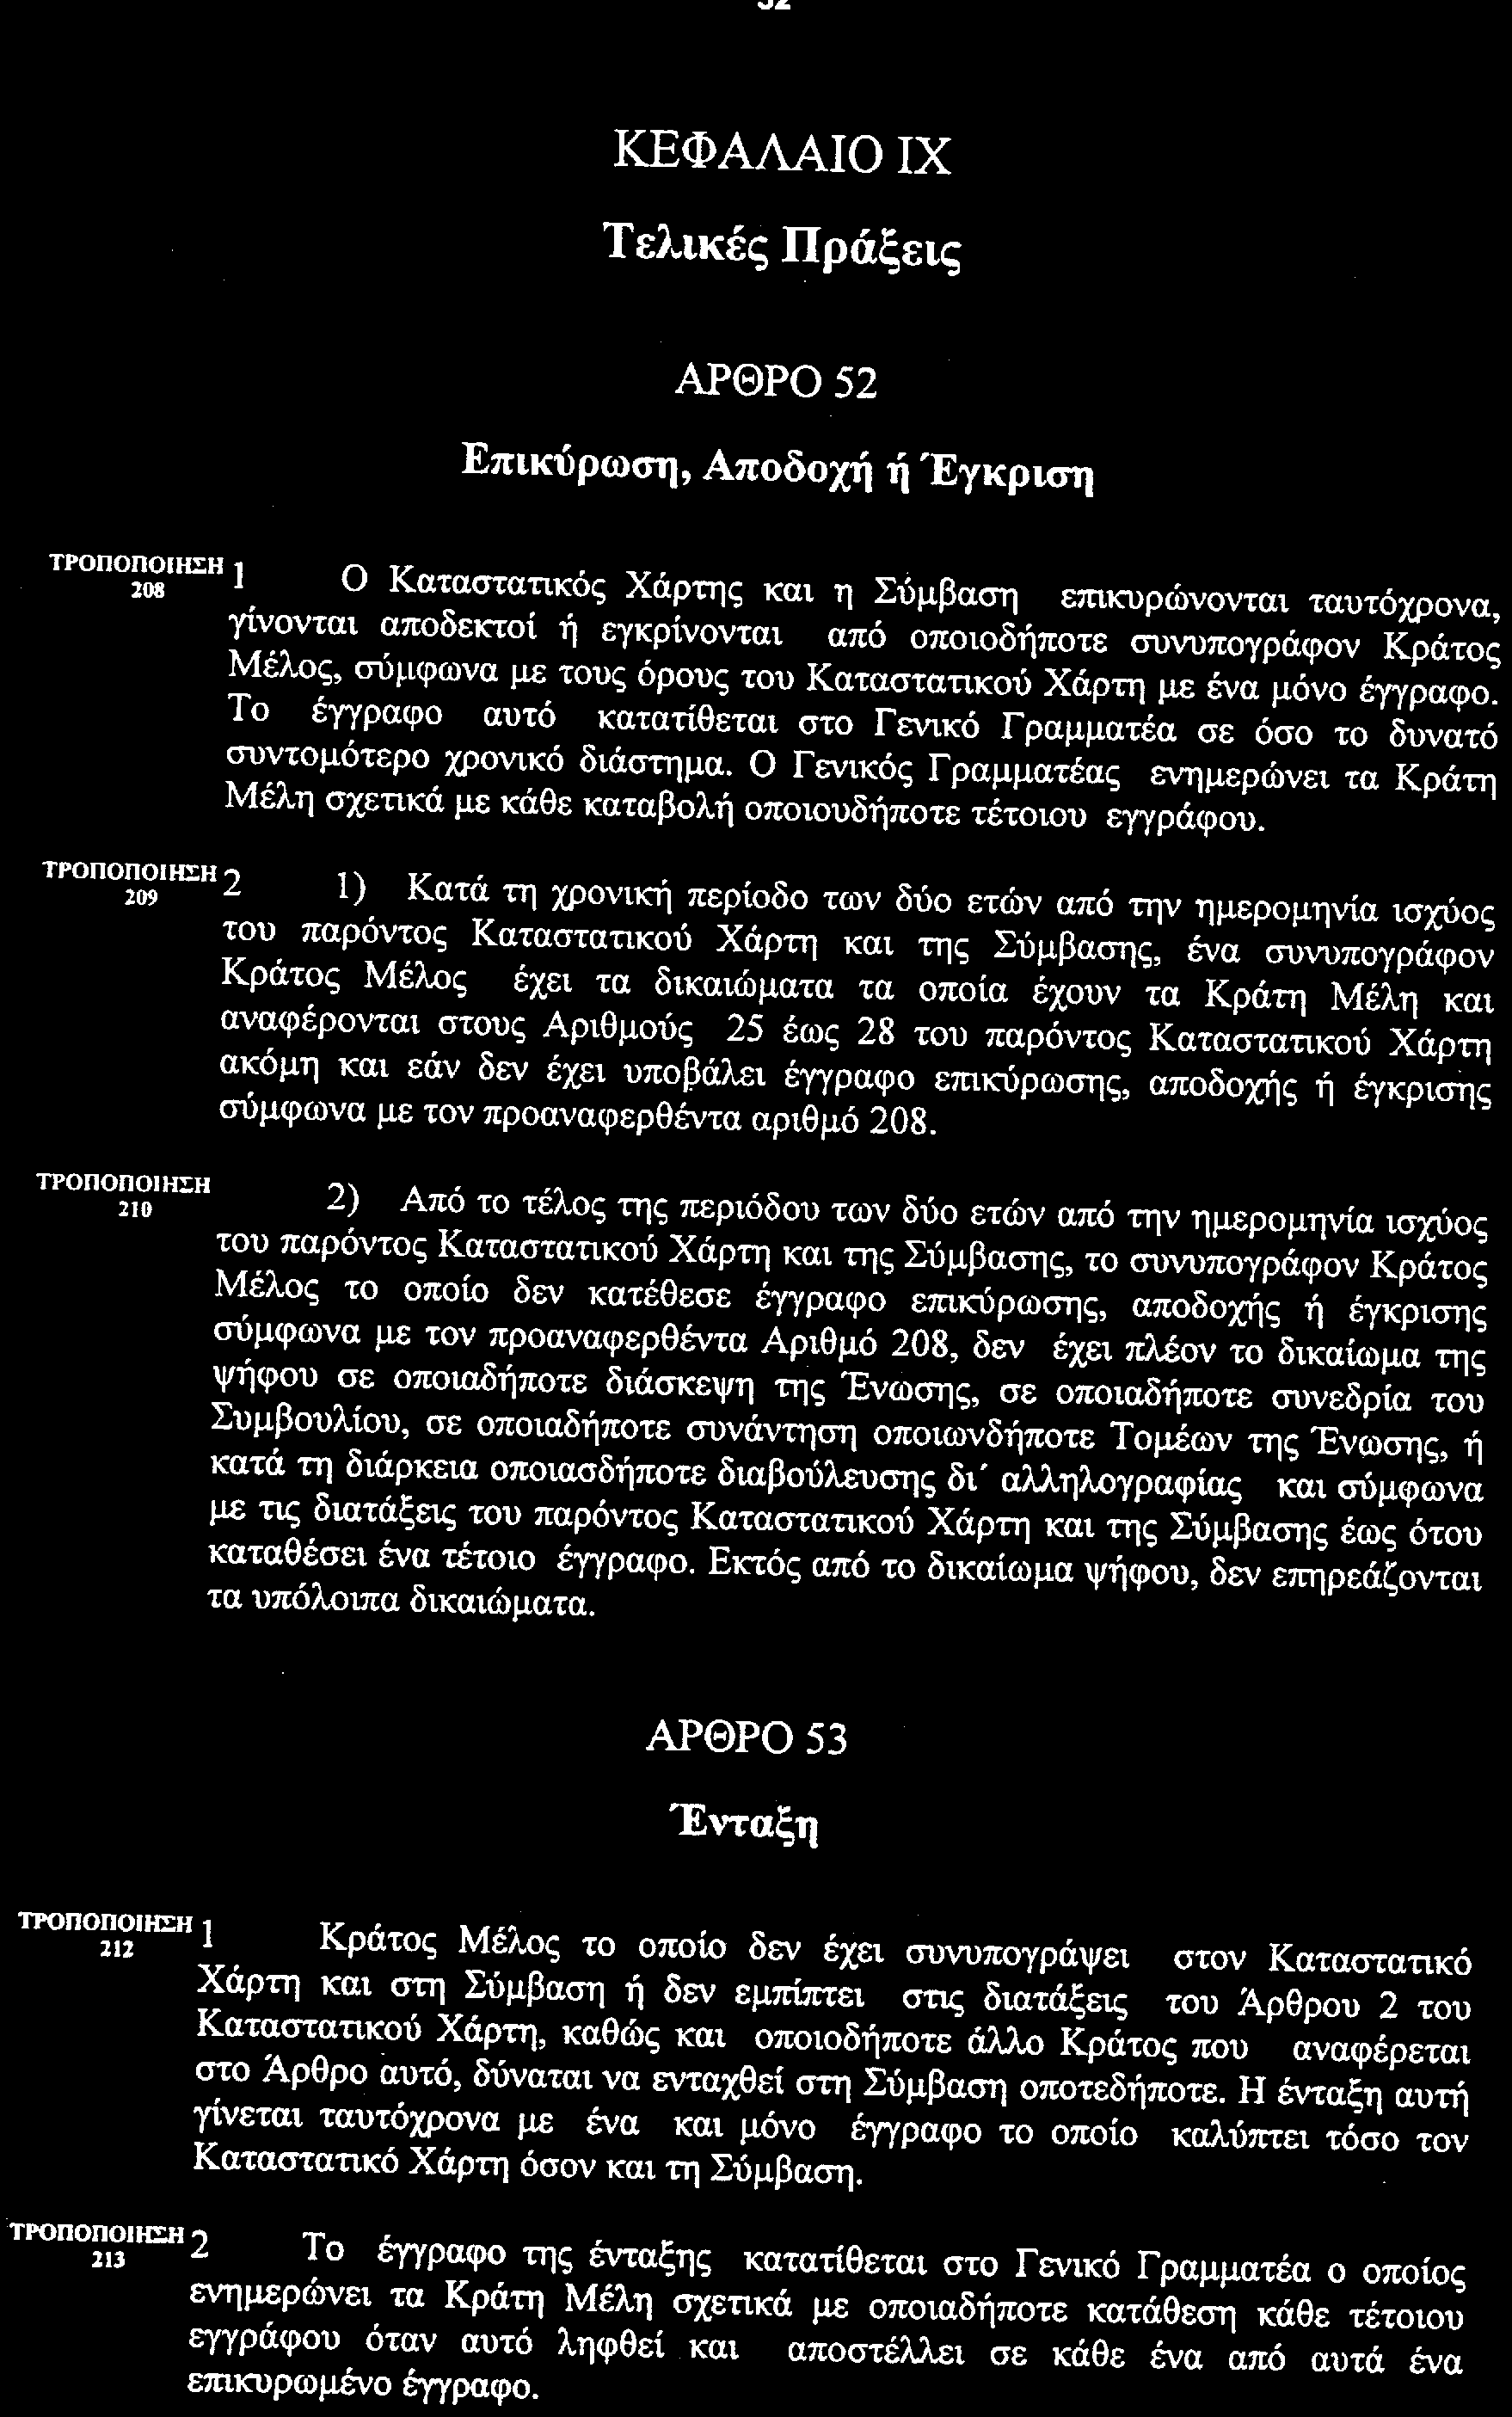 ΚΕΦΑΛΑΙΟ IX
Τελικές Πράξεις
ΑΡΘΡΟ 52
Επικύρωση, Αποδοχή ή Έγκριση
ΤΡΟΠΟΠΟΙΗΣΗ 208 1 Ο Καταστατικός Χάρτης και η Σύμβαση επικυρώνονται ταυτόχρονα,
γίνονται αποδεκτοί ή εγκρίνονται από οποιοδήποτε συνυπογράφον Κράτος
Μέλος, σύμφωνα με τους όρους του Καταστατικού Χάρτη με ένα μόνο έγγραφο.
Το έγγραφο αυτό κατατίθεται στο Γενικό Γραμματέα σε όσο το δυνατό
συντομότερο χρονικό διάστημα. Ο Γενικός Γραμματέας ενημερώνει τα Κράτη
Μέλη σχετικά με κάθε καταβολή οποιουδήποτε τέτοιου εγγράφου.
ΤΡΟΠΟΠΟΙΗΣΗ 209 2 1) Κατά τη χρονική περίοδο των δύο ετών από την ημερομηνία ισχύος
του παρόντος Καταστατικού Χάρτη και της Σύμβασης, ένα συνυπογράφον
Κράτος Μέλος έχει τα δικαιώματα τα οποία έχουν τα Κράτη Μέλη και
αναφέρονται στους Αριθμούς 25 έως 28 του παρόντος Καταστατικού Χάρτη
ακόμη και εάν δεν έχει υποβάλει έγγραφο επικύρωσης, αποδοχής ή έγκρισής
σύμφωνα με τον προαναφερθέντα αριθμό 208.
ΤΡΟΠΟΠΟΙΗΣΗ 210 2) Από το τέλος της περιόδου των δύο ετών από την ημερομηνία ισχύος
του παρόντος Καταστατικού Χάρτη και της Σύμβασης, το συνυπογράφον Κράτος
Μέλος το οποίο δεν κατέθεσε έγγραφο επικύρωσης, αποδοχής ή έγκρισης
σύμφωνα με τον προαναφερθέντα Αριθμό 208, δεν έχει πλέον το δικαίωμα της
ψήφου σε οποιαδήποτε διάσκεψη της Ένωσης, σε οποιαδήποτε συνεδρία του
Συμβουλίου, σε οποιαδήποτε συνάντηση οποιωνδήποτε Τομέων της Ένωσης, ή
κατά τη διάρκεια οποιασδήποτε διαβούλευσης δι΄ αλληλογραφίας και σύμφωνα
με τις διατάξεις του παρόντος Καταστατικού Χάρτη και της Σύμβασης έως ότου
καταθέσει ένα τέτοιο έγγραφο. Εκτός από το δικαίωμα ψήφου, δεν επηρεάζονται
τα υπόλοιπα δικαιώματα.
ΑΡΘΡΟ 53
Ένταξη
ΤΡΟΠΟΠΟΙΗΣΗ 212 1 Κράτος Μέλος το οποίο δεν έχει συνυπογράψει στον Καταστατικό
Χάρτη και στη Σύμβαση ή δεν εμπίπτει στις διατάξεις του Άρθρου 2 του
Καταστατικού Χάρτη, καθώς και οποιοδήποτε άλλο Κράτος που αναφέρεται
στο Άρθρο αυτό, δύναται να ενταχθεί στη Σύμβαση οποτεδήποτε. Η ένταξη αυτή
γίνεται ταυτόχρονα με ένα και μόνο έγγραφο το οποίο καλύπτει τόσο τον
Καταστατικό Χάρτη όσον και τη Σύμβαση.
ΤΡΟΠΟΠΟΙΗΣΗ 213 2 Το έγγραφο της ένταξης κατατίθεται στο Γενικό Γραμματέα ο οποίος
ενημερώνει τα Κράτη Μέλη σχετικά με οποιαδήποτε κατάθεση κάθε τέτοιου
εγγράφου όταν αυτό ληφθεί και αποστέλλει σε κάθε ένα από αυτά ένα
επικυρωμένο έγγραφο.